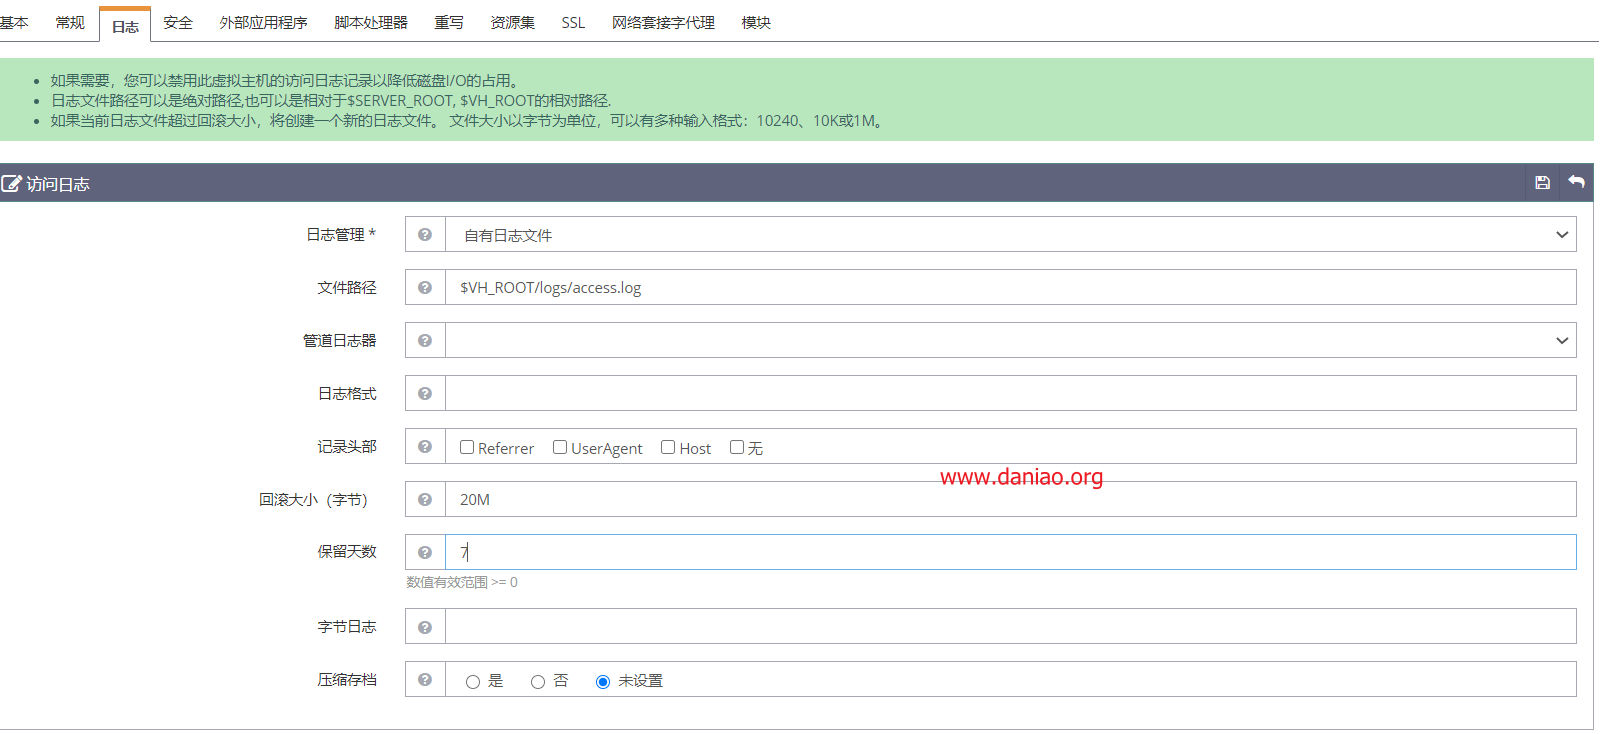 基本 常规 日志 安全 外部应用程序 脚本处理器 重写 资源集 SSL 网络套接字代理 模块
如果需要，您可以禁用此虚拟主机的访问日志记录以降低磁盘I/O的占用。
日志文件路径可以是绝对路径,也可以是相对于$SERVER_ROOT, $VH_ROOT的相对路径.
如果当前日志文件超过回滚大小，将创建一个新的日志文件。 文件大小以字节为单位，可以有多种输入格式：10240、10K或1M。
访问日志
日志管理 * 自有日志文件
文件路径 $VH_ROOT/logs/access.log
管道日志器
日志格式
记录头部 Referrer UserAgent Host 无
www.daniao.org
回滚大小（字节） 20M
保留天数 7
数值有效范围 >= 0
字节日志
压缩存档 是 否 未设置